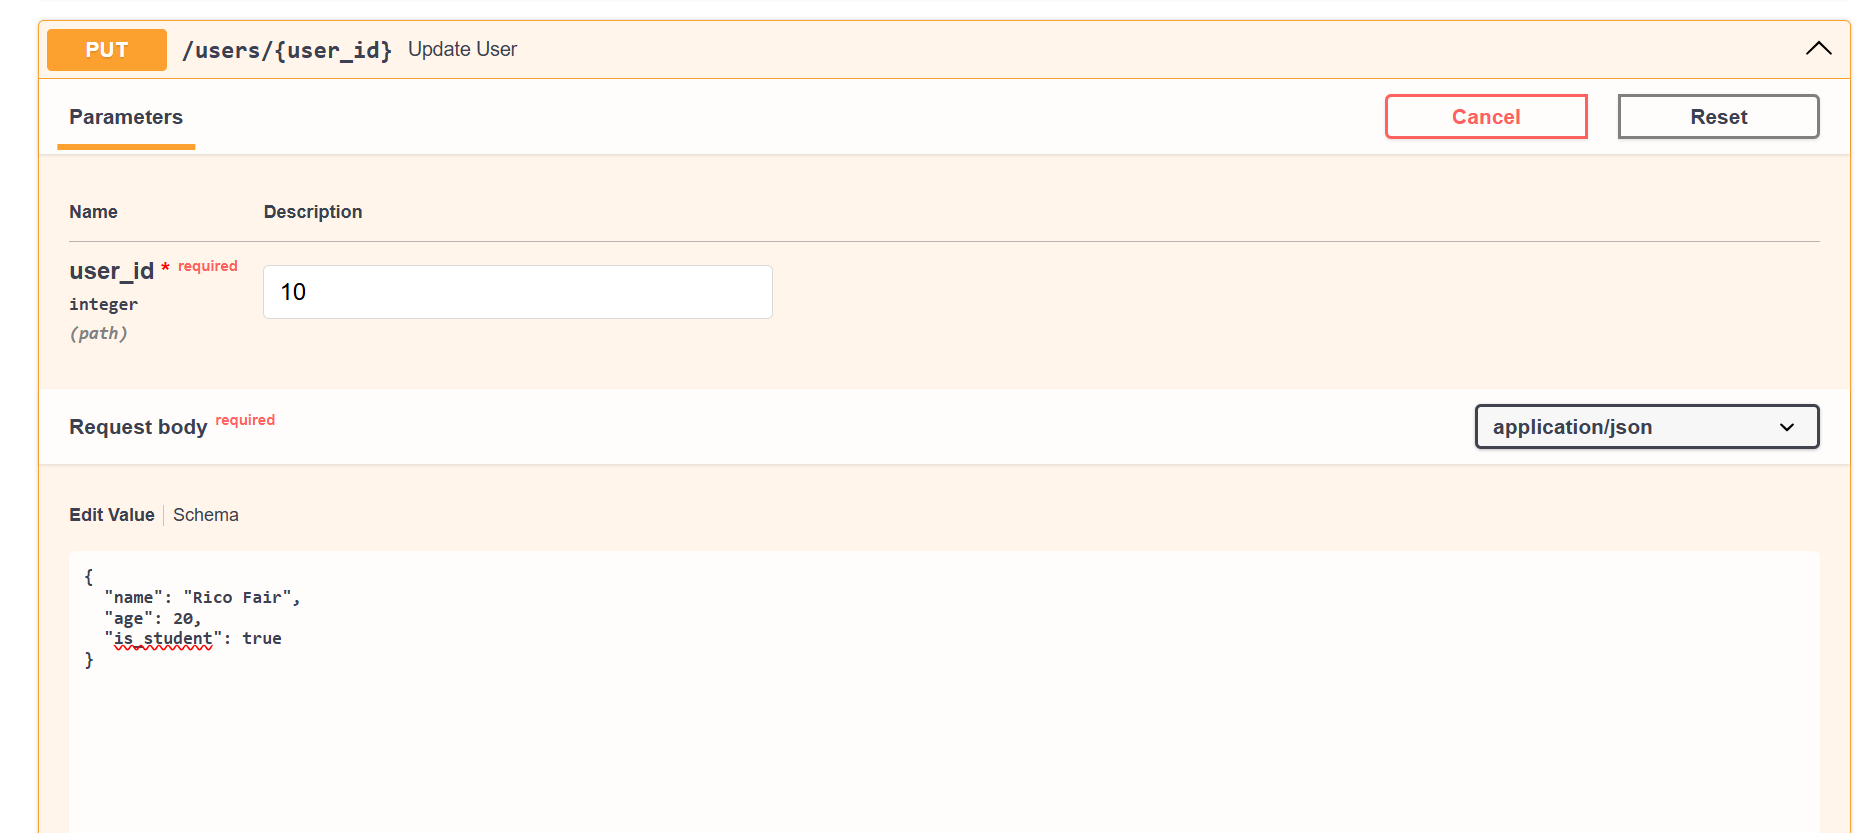 PUT /users/{user_id} Update User
Parameters
Cancel
Reset
Name Description
user_id * required
integer
(path)
10
Request body required
application/json
Edit Value Schema
{
  "name": "Rico Fair",
  "age": 20,
  "is_student": true
}